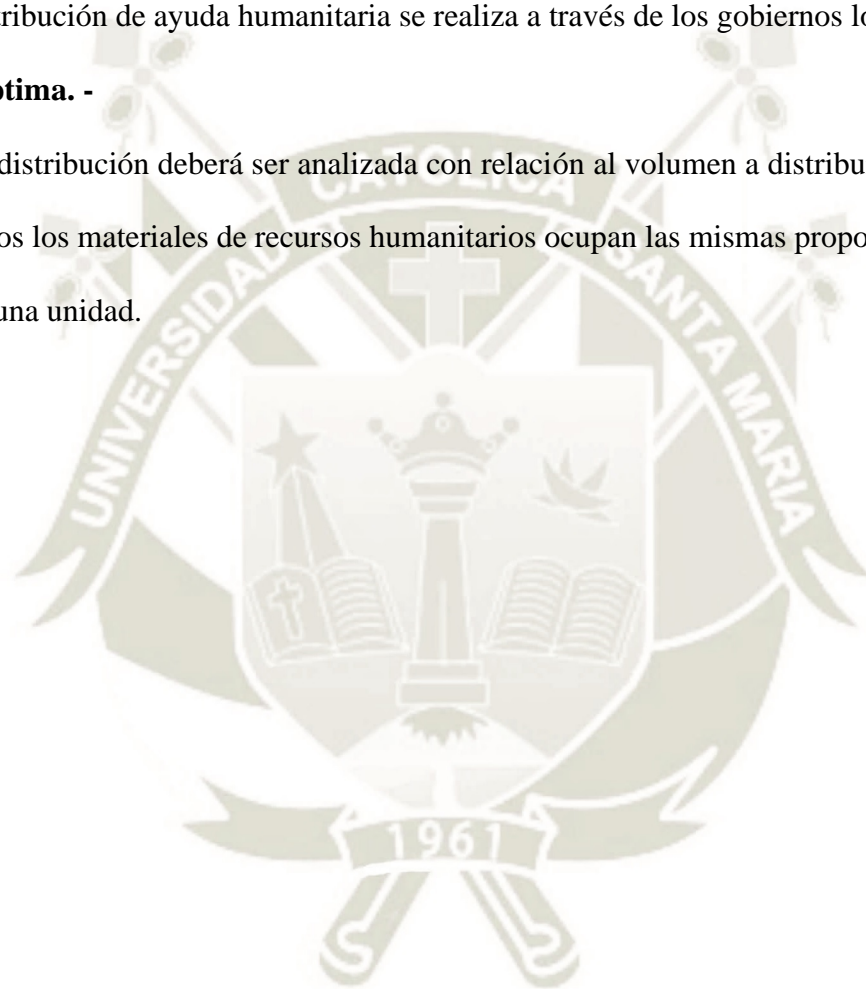 tribución de ayuda humanitaria se realiza a través de los gobiernos lo
ptima. -
distribución deberá ser analizada con relación al volumen a distribu
os los materiales de recursos humanitarios ocupan las mismas propo
una unidad.
UNIVERSIDAD CATOLICA SANTA MARIA
1961
S S